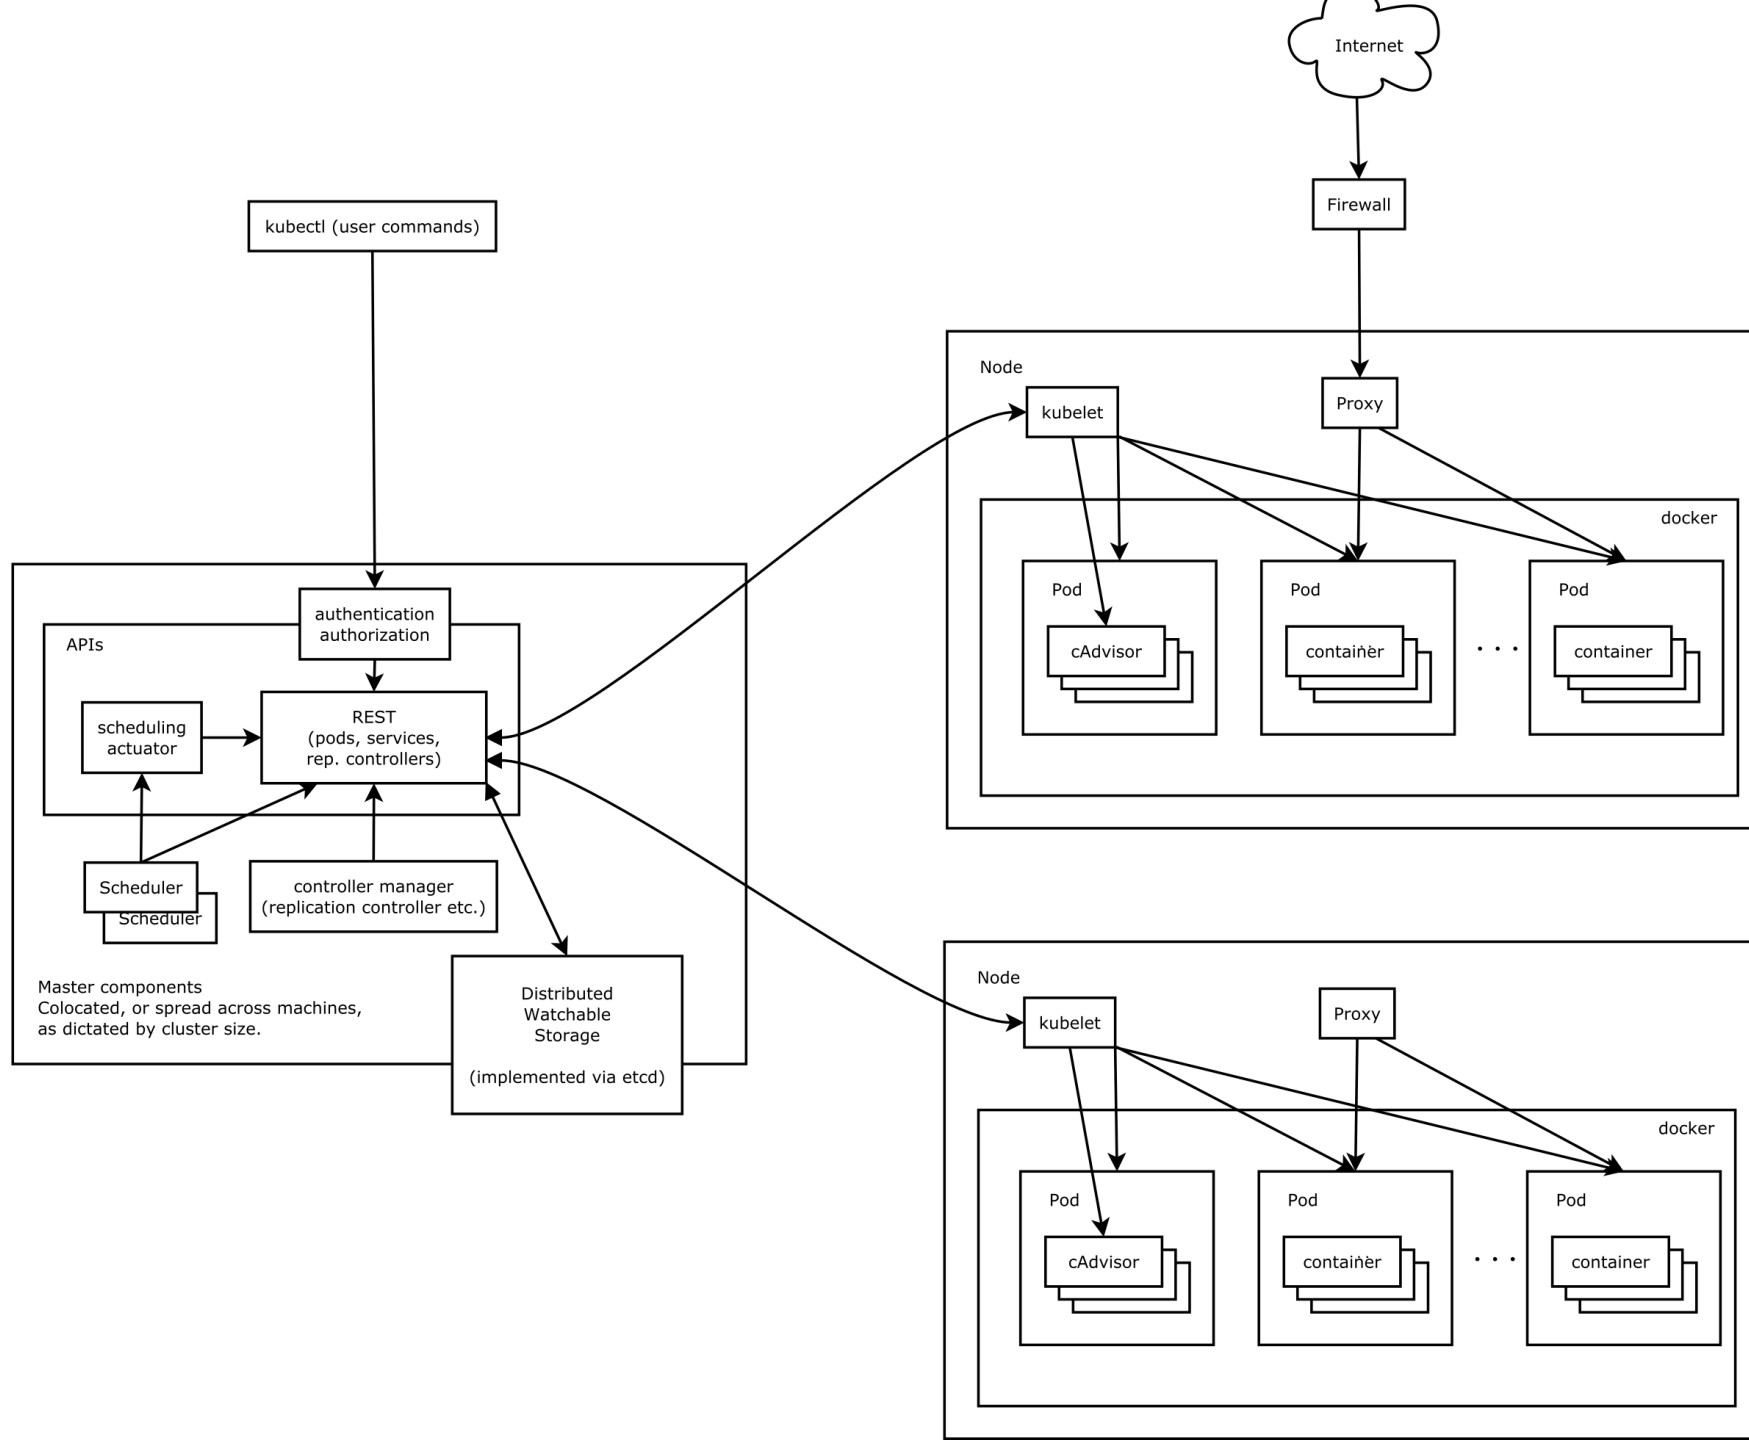 Internet
Firewall
kubectl (user commands)
Node
kubelet
Proxy
docker
Pod
cAdvisor
Pod
container
. . .
Pod
container
authentication
authorization
APIs
scheduling
actuator
REST
(pods, services,
rep. controllers)
Scheduler
Scheduler
controller manager
(replication controller etc.)
Master components
Colocated, or spread across machines,
as dictated by cluster size.
Distributed
Watchable
Storage
(implemented via etcd)
Node
kubelet
Proxy
docker
Pod
cAdvisor
Pod
container
. . .
Pod
container